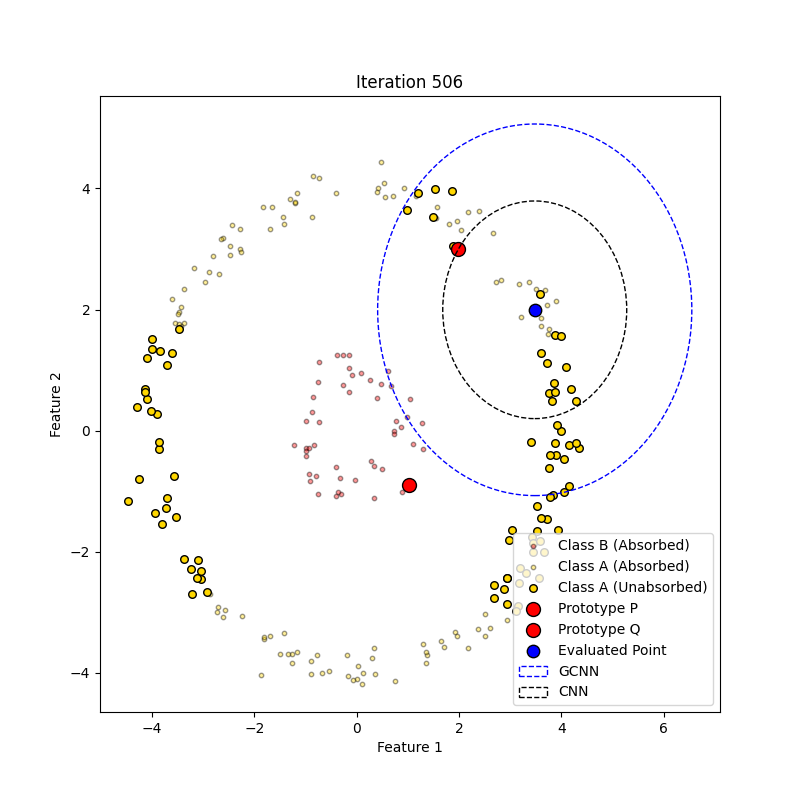 Iteration 506
Feature 2
4
2
0
−2
−4
Class B (Absorbed)
Class A (Absorbed)
Class A (Unabsorbed)
Prototype P
Prototype Q
Evaluated Point
GCNN
CNN
−4 −2 0 2 4 6
Feature 1